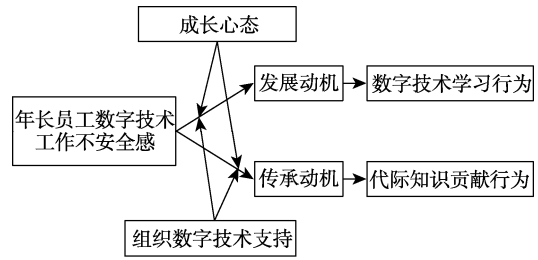 成长心态
发展动机
数字技术学习行为
年长员工数字技术
工作不安全感
传承动机
代际知识贡献行为
组织数字技术支持